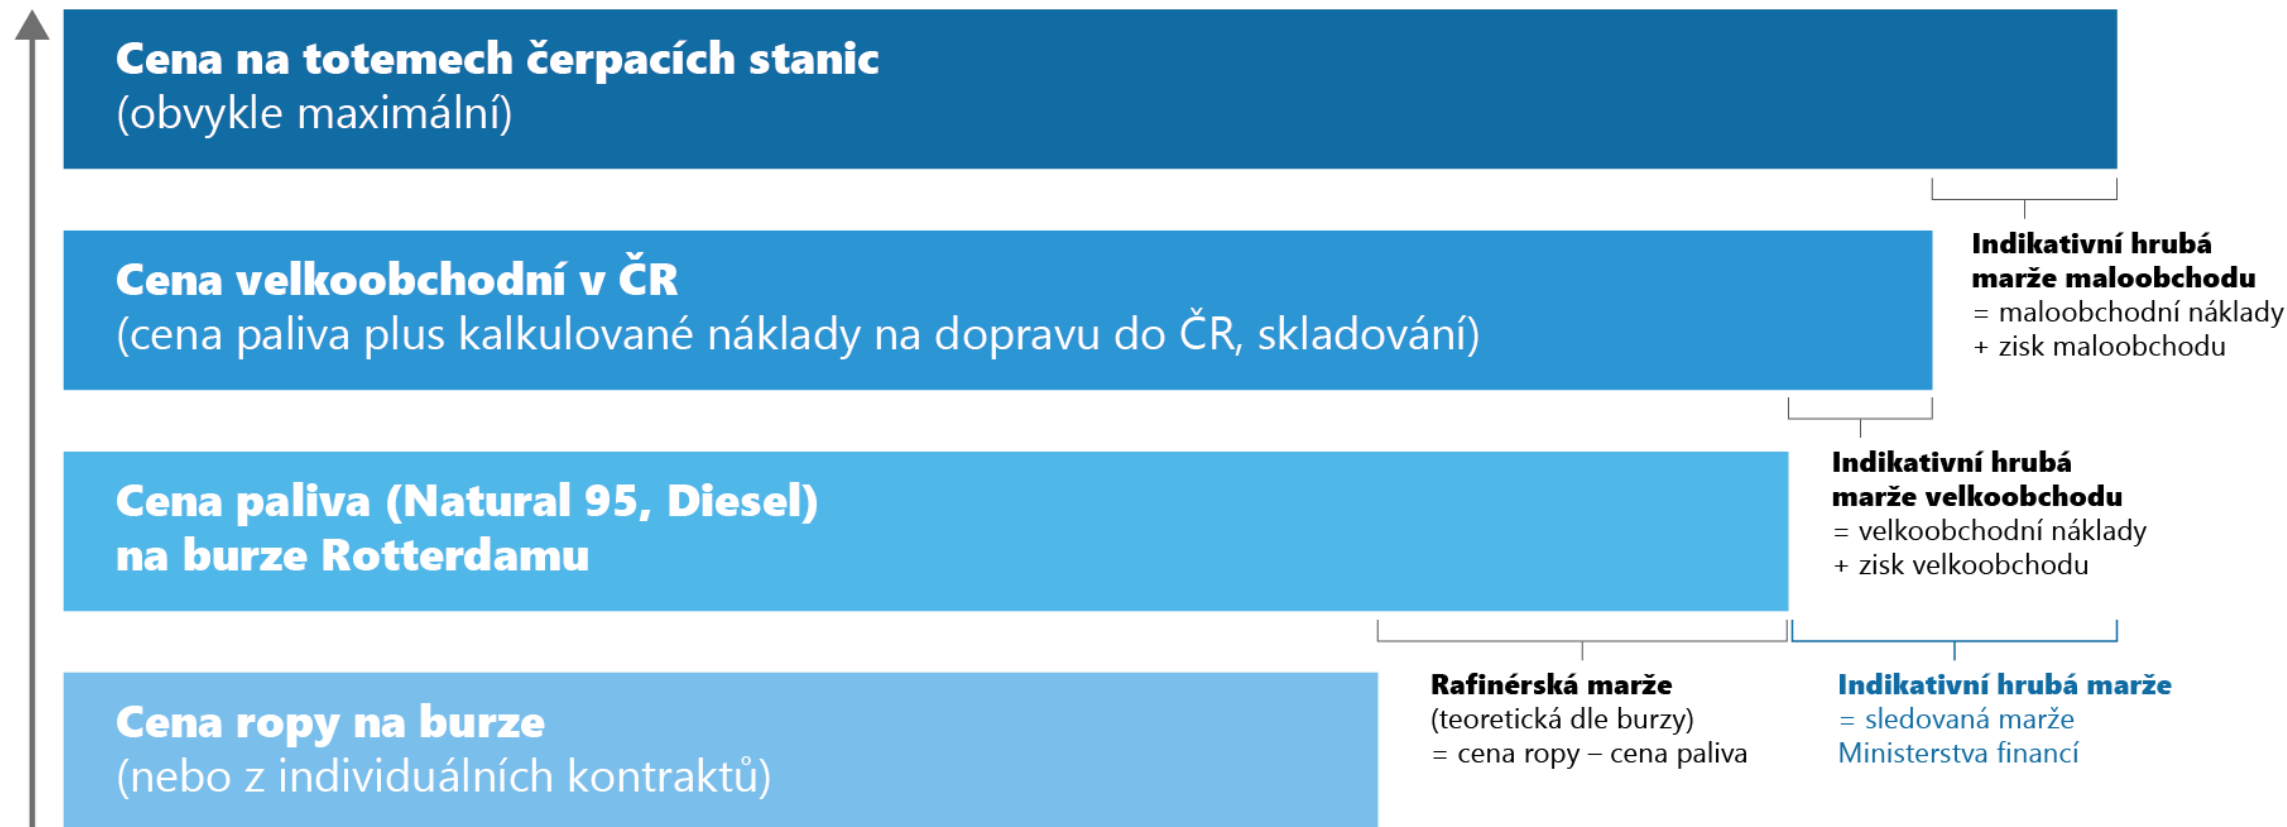 Cena na totemech čerpacích stanic
(obvykle maximální)
Indikativní hrubá
marže maloobchodu
= maloobchodní náklady
+ zisk maloobchodu
Cena velkoobchodní v ČR
(cena paliva plus kalkulované náklady na dopravu do ČR, skladování)
Indikativní hrubá
marže velkoobchodu
= velkoobchodní náklady
+ zisk velkoobchodu
Cena paliva (Natural 95, Diesel)
na burze Rotterdamu
Rafinérská marže
(teoretická dle burzy)
= cena ropy – cena paliva
Indikativní hrubá marže
= sledovaná marže
Ministerstva financí
Cena ropy na burze
(nebo z individuálních kontraktů)